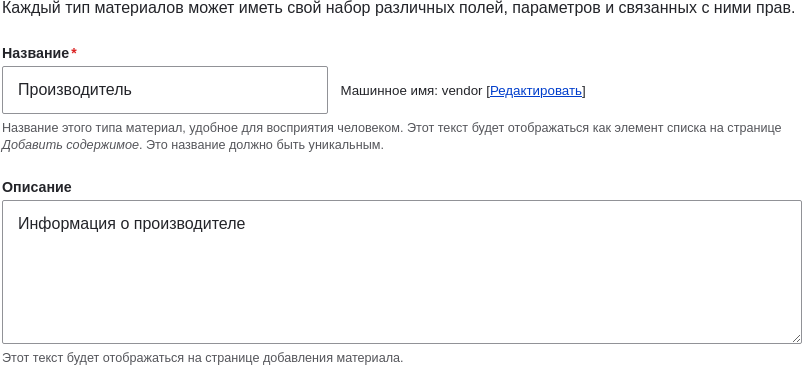 Каждый тип материалов может иметь свой набор различных полей, параметров и связанных с ними прав.
Название*
Производитель
Машинное имя: vendor [Редактировать]
Название этого типа материал, удобное для восприятия человеком. Этот текст будет отображаться как элемент списка на странице
Добавить содержимое. Это название должно быть уникальным.
Описание
Информация о производителе
Этот текст будет отображаться на странице добавления материала.